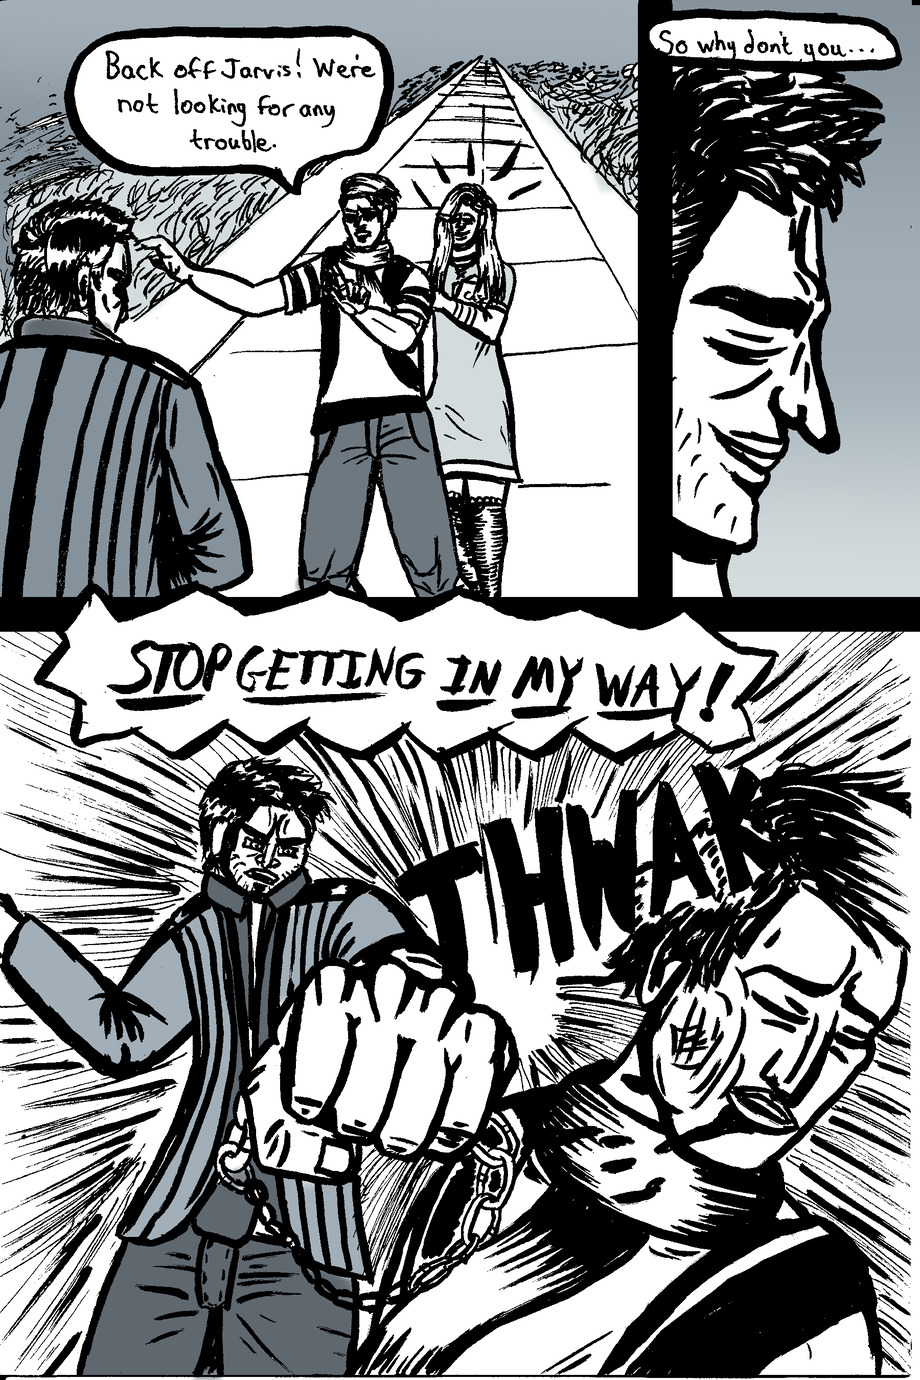 Back off Jarvis! We're
not looking for any
trouble.
So why don't you...
STOP GETTING IN MY WAY!
THWAK